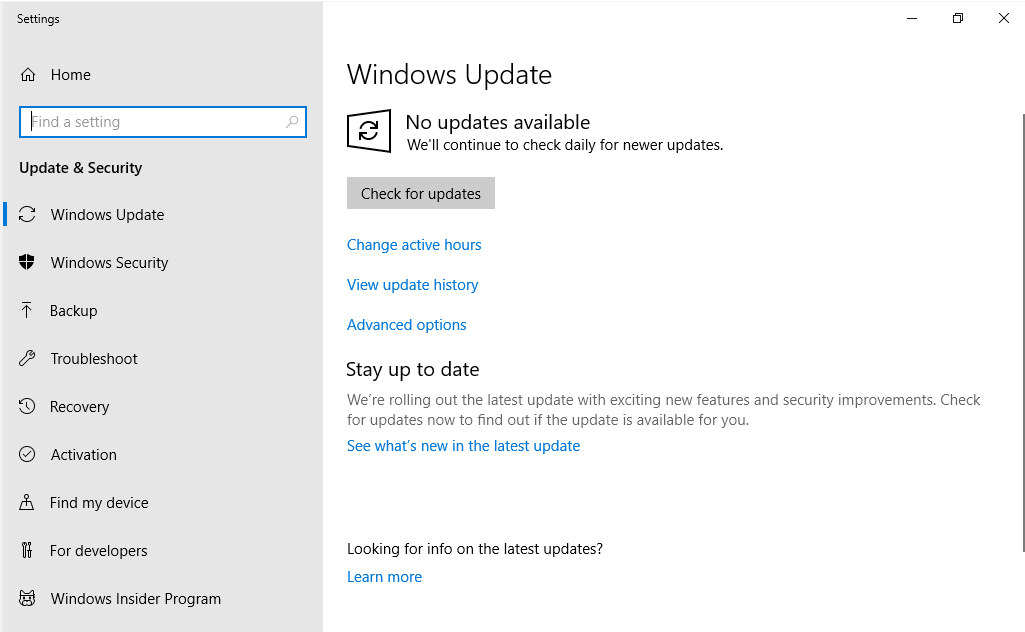 Settings
Home
Find a setting
Update & Security
Windows Update
Windows Security
Backup
Troubleshoot
Recovery
Activation
Find my device
For developers
Windows Insider Program
Windows Update
No updates available
We'll continue to check daily for newer updates.
Check for updates
Change active hours
View update history
Advanced options
Stay up to date
We're rolling out the latest update with exciting new features and security improvements. Check
for updates now to find out if the update is available for you.
See what's new in the latest update
Looking for info on the latest updates?
Learn more